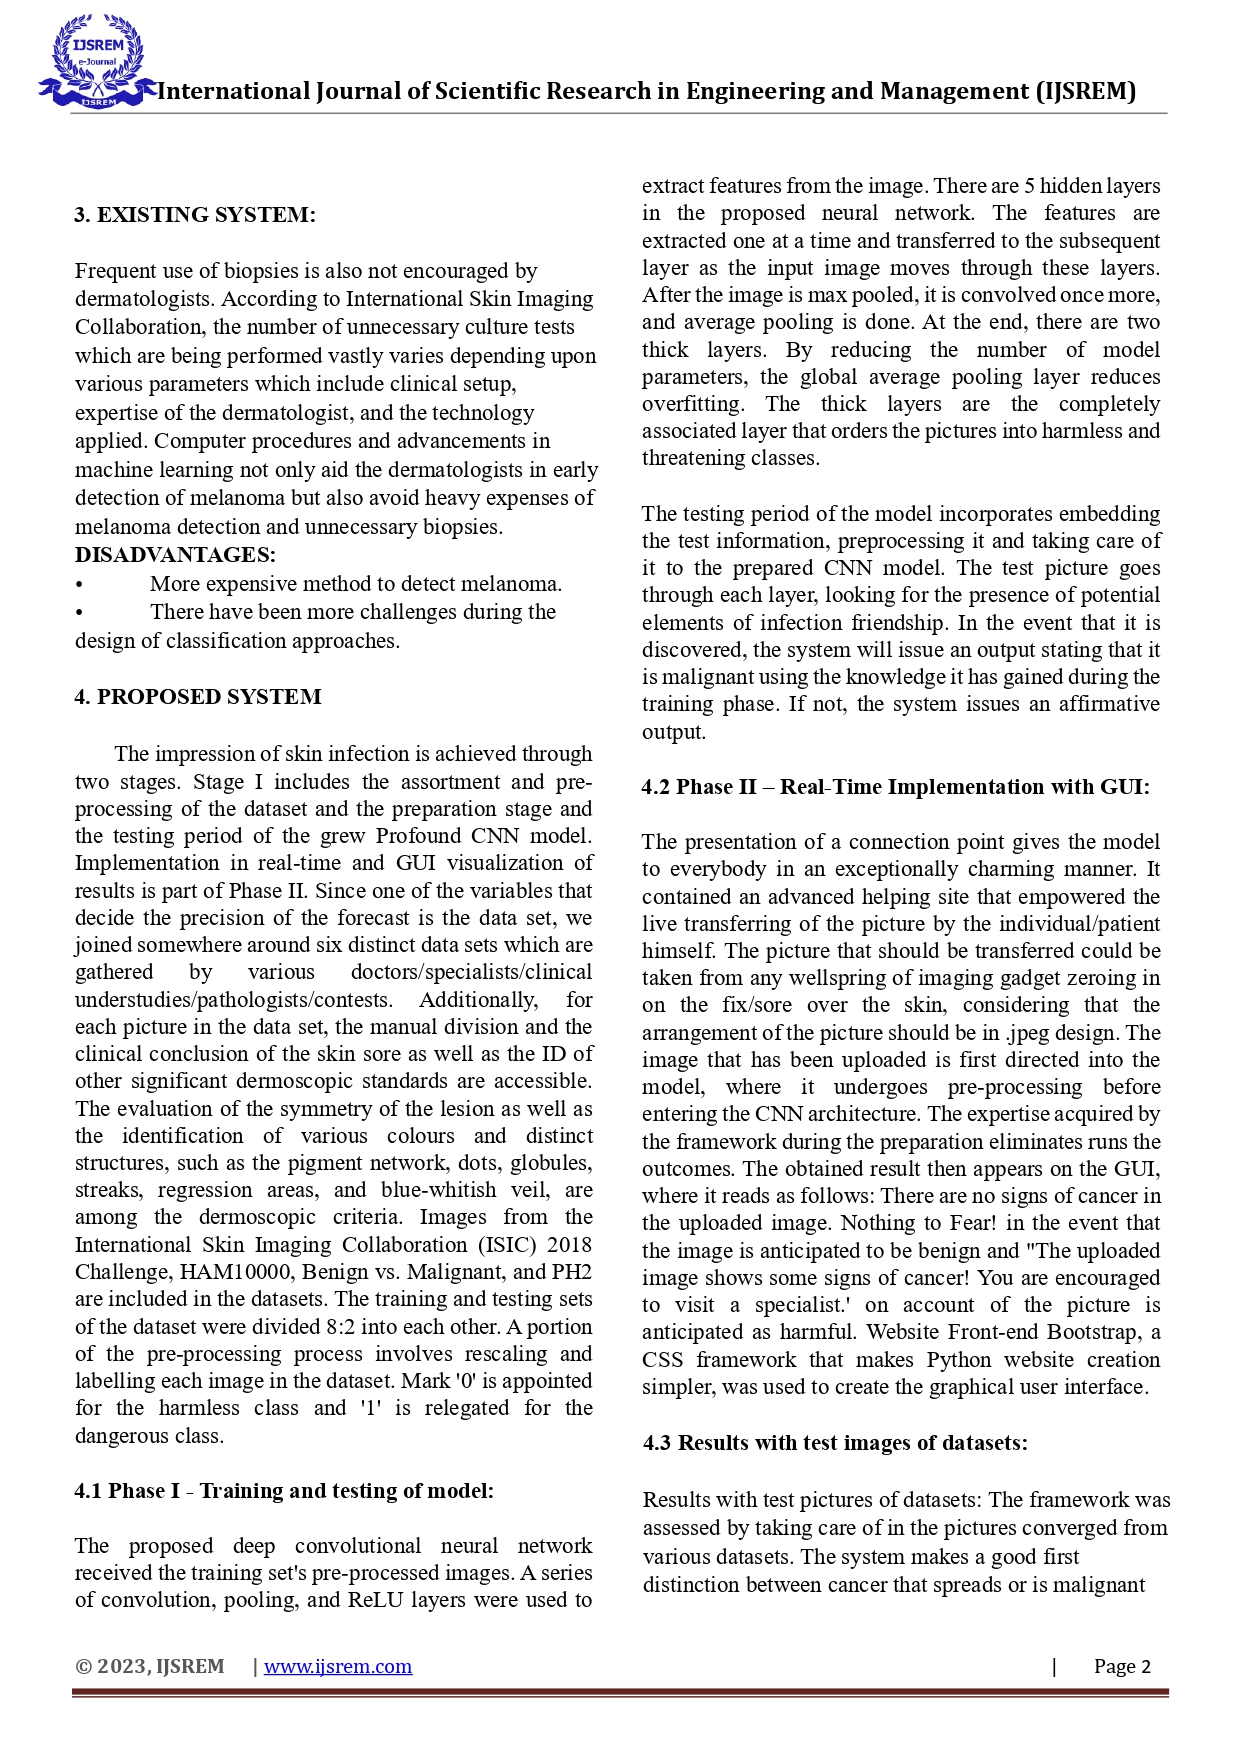 IJSREM
e-Journal
IJSREM
International Journal of Scientific Research in Engineering and Management (IJSREM)
3. EXISTING SYSTEM:
Frequent use of biopsies is also not encouraged by
dermatologists. According to International Skin Imaging
Collaboration, the number of unnecessary culture tests
which are being performed vastly varies depending upon
various parameters which include clinical setup,
expertise of the dermatologist, and the technology
applied. Computer procedures and advancements in
machine learning not only aid the dermatologists in early
detection of melanoma but also avoid heavy expenses of
melanoma detection and unnecessary biopsies.
DISADVANTAGES:
• More expensive method to detect melanoma.
• There have been more challenges during the
design of classification approaches.
4. PROPOSED SYSTEM
The impression of skin infection is achieved through
two stages. Stage I includes the assortment and pre-
processing of the dataset and the preparation stage and
the testing period of the grew Profound CNN model.
Implementation in real-time and GUI visualization of
results is part of Phase II. Since one of the variables that
decide the precision of the forecast is the data set, we
joined somewhere around six distinct data sets which are
gathered by various doctors/specialists/clinical
understudies/pathologists/contests. Additionally, for
each picture in the data set, the manual division and the
clinical conclusion of the skin sore as well as the ID of
other significant dermoscopic standards are accessible.
The evaluation of the symmetry of the lesion as well as
the identification of various colours and distinct
structures, such as the pigment network, dots, globules,
streaks, regression areas, and blue-whitish veil, are
among the dermoscopic criteria. Images from the
International Skin Imaging Collaboration (ISIC) 2018
Challenge, HAM10000, Benign vs. Malignant, and PH2
are included in the datasets. The training and testing sets
of the dataset were divided 8:2 into each other. A portion
of the pre-processing process involves rescaling and
labelling each image in the dataset. Mark '0' is appointed
for the harmless class and '1' is relegated for the
dangerous class.
4.1 Phase I - Training and testing of model:
The proposed deep convolutional neural network
received the training set's pre-processed images. A series
of convolution, pooling, and ReLU layers were used to
extract features from the image. There are 5 hidden layers
in the proposed neural network. The features are
extracted one at a time and transferred to the subsequent
layer as the input image moves through these layers.
After the image is max pooled, it is convolved once more,
and average pooling is done. At the end, there are two
thick layers. By reducing the number of model
parameters, the global average pooling layer reduces
overfitting. The thick layers are the completely
associated layer that orders the pictures into harmless and
threatening classes.
The testing period of the model incorporates embedding
the test information, preprocessing it and taking care of
it to the prepared CNN model. The test picture goes
through each layer, looking for the presence of potential
elements of infection friendship. In the event that it is
discovered, the system will issue an output stating that it
is malignant using the knowledge it has gained during the
training phase. If not, the system issues an affirmative
output.
4.2 Phase II – Real-Time Implementation with GUI:
The presentation of a connection point gives the model
to everybody in an exceptionally charming manner. It
contained an advanced helping site that empowered the
live transferring of the picture by the individual/patient
himself. The picture that should be transferred could be
taken from any wellspring of imaging gadget zeroing in
on the fix/sore over the skin, considering that the
arrangement of the picture should be in .jpeg design. The
image that has been uploaded is first directed into the
model, where it undergoes pre-processing before
entering the CNN architecture. The expertise acquired by
the framework during the preparation eliminates runs the
outcomes. The obtained result then appears on the GUI,
where it reads as follows: There are no signs of cancer in
the uploaded image. Nothing to Fear! in the event that
the image is anticipated to be benign and "The uploaded
image shows some signs of cancer! You are encouraged
to visit a specialist.' on account of the picture is
anticipated as harmful. Website Front-end Bootstrap, a
CSS framework that makes Python website creation
simpler, was used to create the graphical user interface.
4.3 Results with test images of datasets:
Results with test pictures of datasets: The framework was
assessed by taking care of in the pictures converged from
various datasets. The system makes a good first
distinction between cancer that spreads or is malignant
© 2023, IJSREM | www.ijsrem.com | Page 2